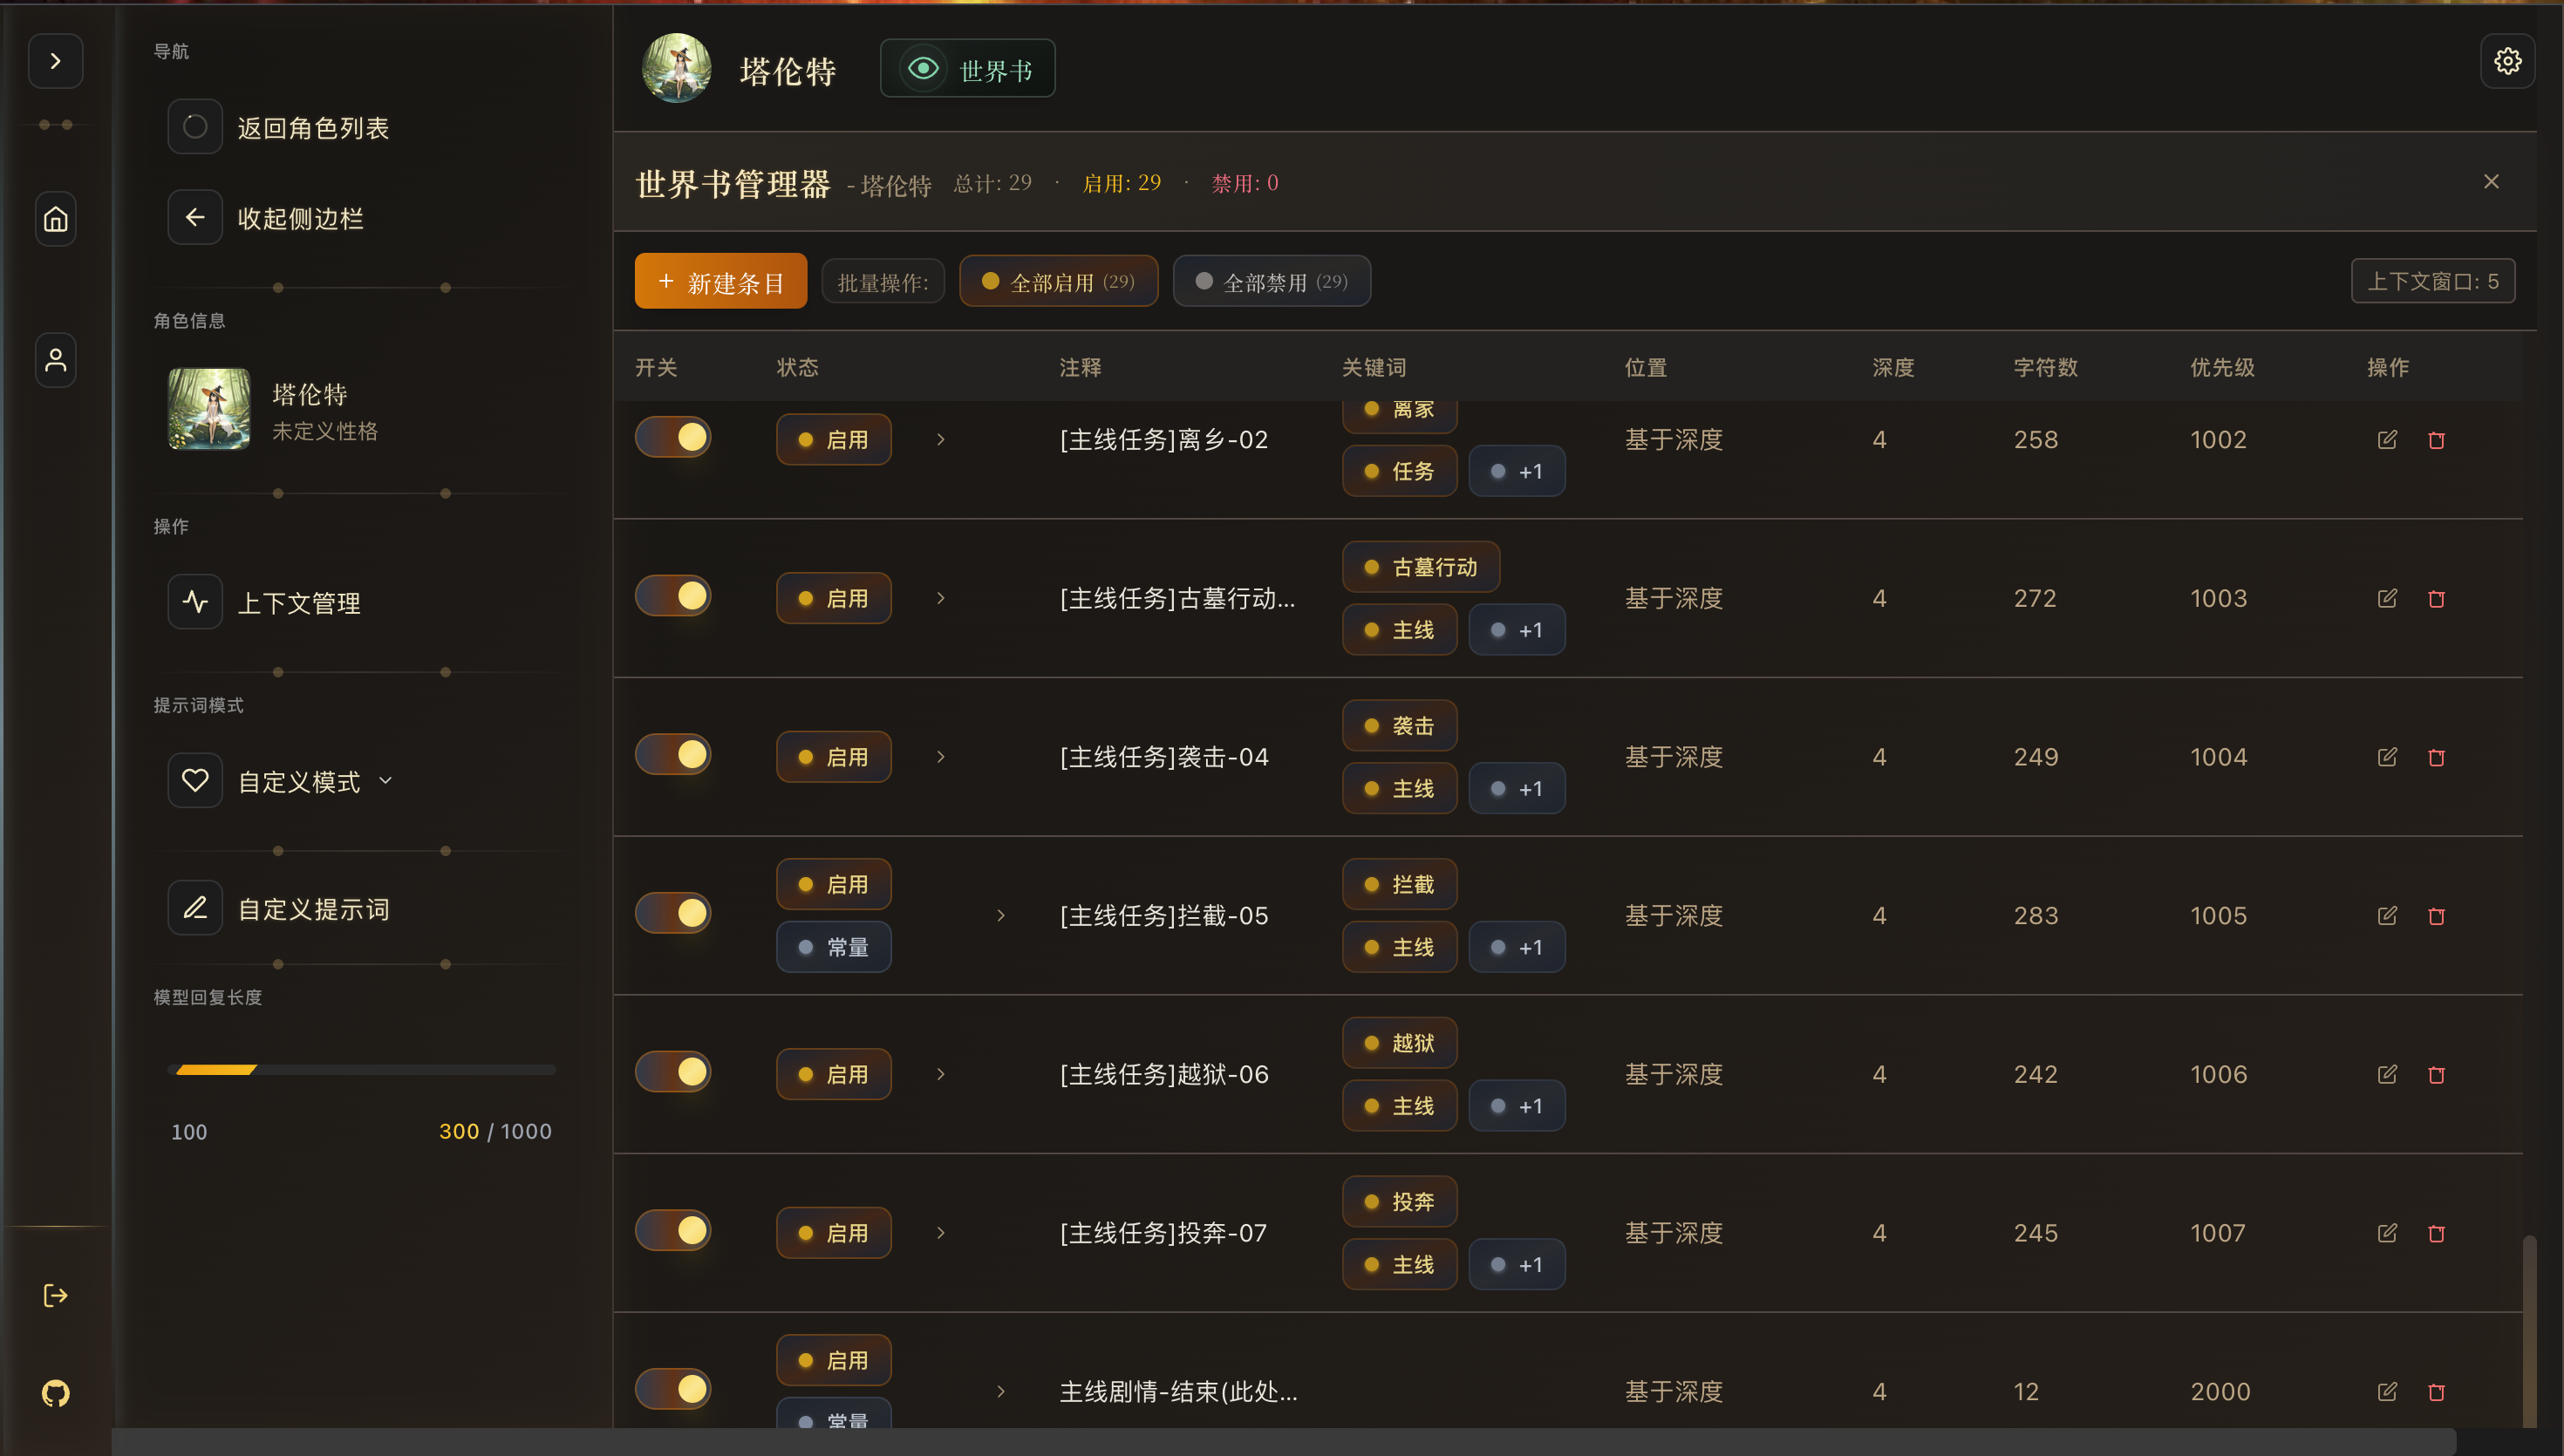 导航
返回角色列表
收起侧边栏
角色信息
塔伦特
未定义性格
操作
上下文管理
提示词模式
自定义模式
自定义提示词
模型回复长度
100
300 / 1000
塔伦特
世界书
世界书管理器 - 塔伦特 总计: 29 · 启用: 29 · 禁用: 0
+ 新建条目 批量操作: 全部启用 (29) 全部禁用 (29) 上下文窗口: 5
开关 状态 注释 关键词 位置 深度 字符数 优先级 操作
离家
启用 [主线任务]离乡-02 基于深度 4 258 1002
任务 +1
古墓行动
启用 [主线任务]古墓行动... 基于深度 4 272 1003
主线 +1
袭击
启用 [主线任务]袭击-04 基于深度 4 249 1004
主线 +1
启用 拦截
[主线任务]拦截-05 基于深度 4 283 1005
常量 主线 +1
越狱
启用 [主线任务]越狱-06 基于深度 4 242 1006
主线 +1
投奔
启用 [主线任务]投奔-07 基于深度 4 245 1007
主线 +1
启用
主线剧情-结束(此处... 基于深度 4 12 2000
常量